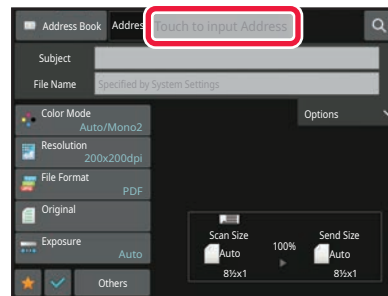 Address Book
Addres
Touch to input Address
Subject
File Name
Specified by System Settings
Color Mode
Auto/Mono2
Options
Resolution
200x200dpi
File Format
PDF
Original
Exposure
Auto
Scan Size
Auto
8½x1
100%
Send Size
Auto
8½x1
Others